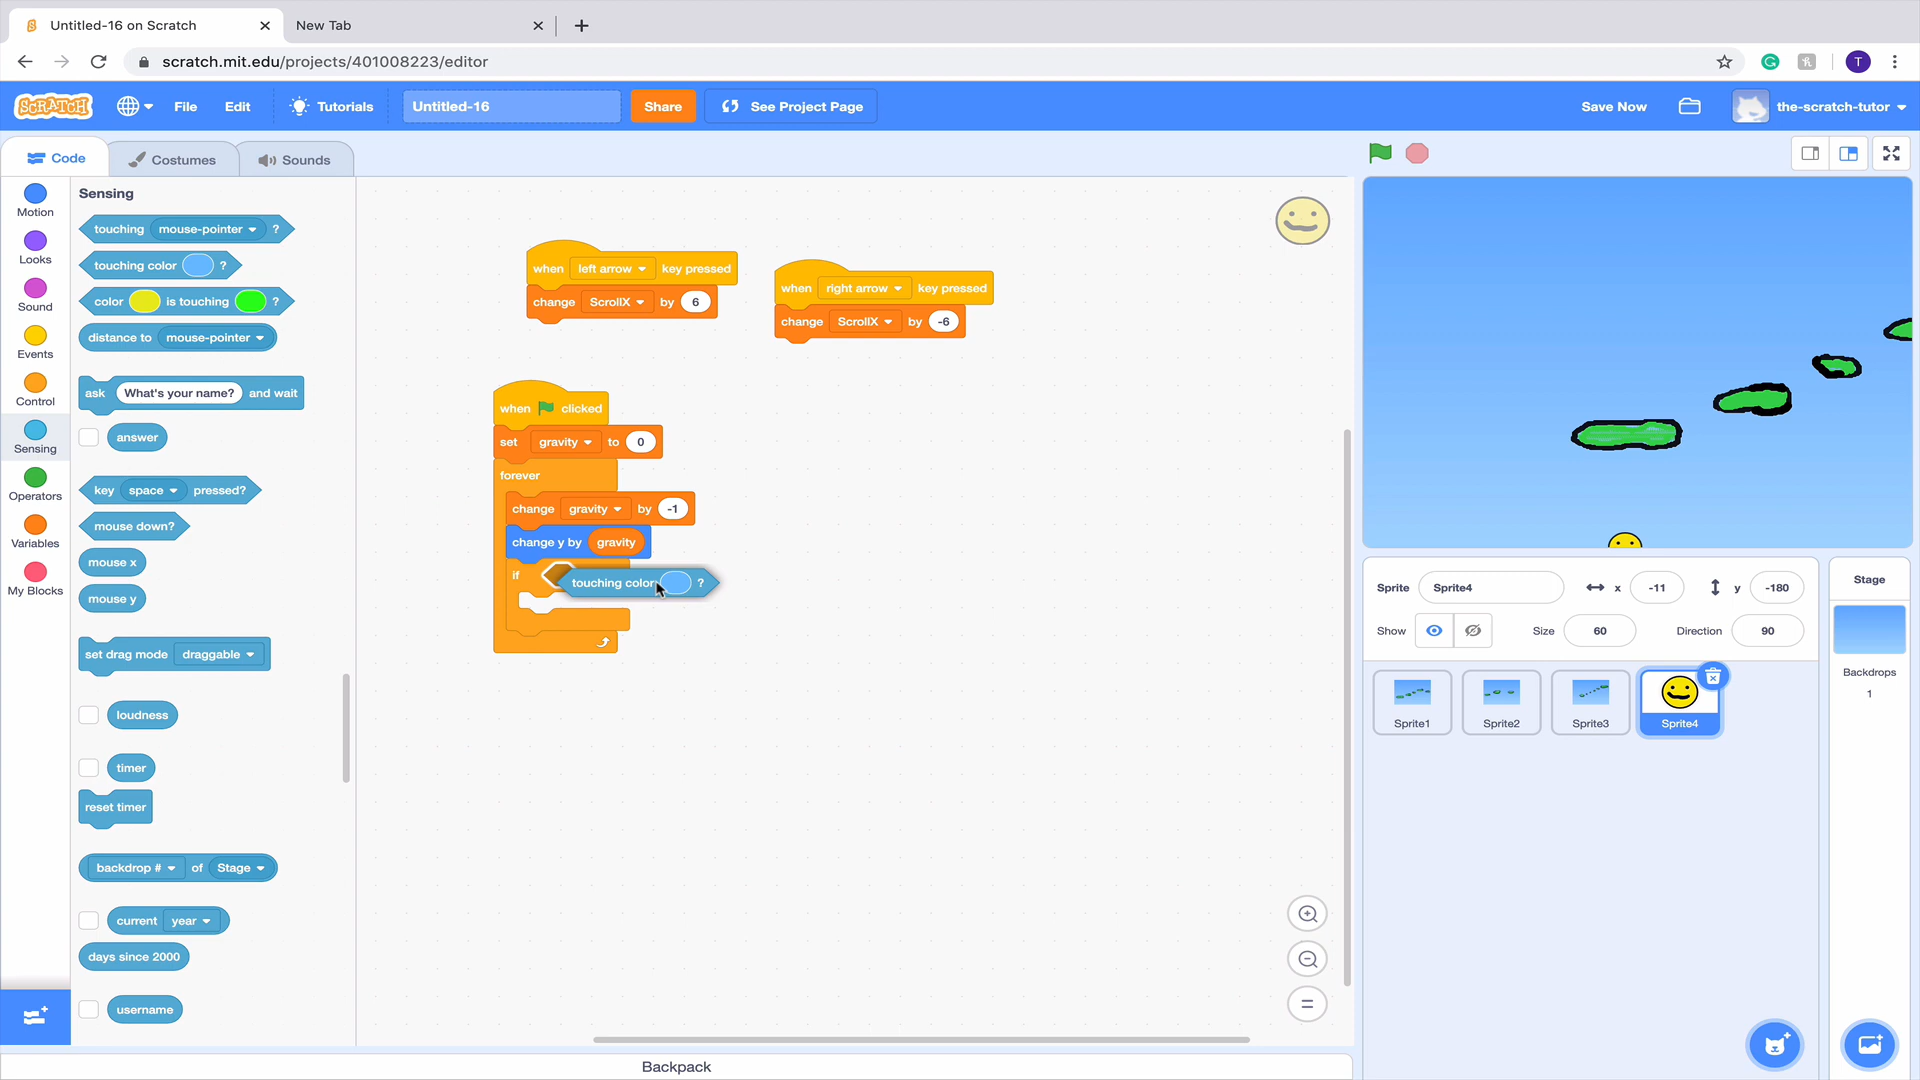 Untitled-16 on Scratch
New Tab
scratch.mit.edu/projects/401008223/editor
T
SCRATCH
File
Edit
Tutorials
Untitled-16
Share
See Project Page
Save Now
the-scratch-tutor
Code
Costumes
Sounds
Motion
Looks
Sound
Events
Control
Sensing
Operators
Variables
My Blocks
Sensing
touching mouse-pointer ?
touching color ?
color is touching ?
distance to mouse-pointer
ask What's your name? and wait
answer
key space pressed?
mouse down?
mouse x
mouse y
set drag mode draggable
loudness
timer
reset timer
backdrop # of Stage
current year
days since 2000
username
when left arrow key pressed
change ScrollX by 6
when right arrow key pressed
change ScrollX by -6
when clicked
set gravity to 0
forever
change gravity by -1
change y by gravity
if touching color ?
Backpack
Sprite Sprite4 x -11 y -180
Show Size 60 Direction 90
Sprite1
Sprite2
Sprite3
Sprite4
Stage
Backdrops
1